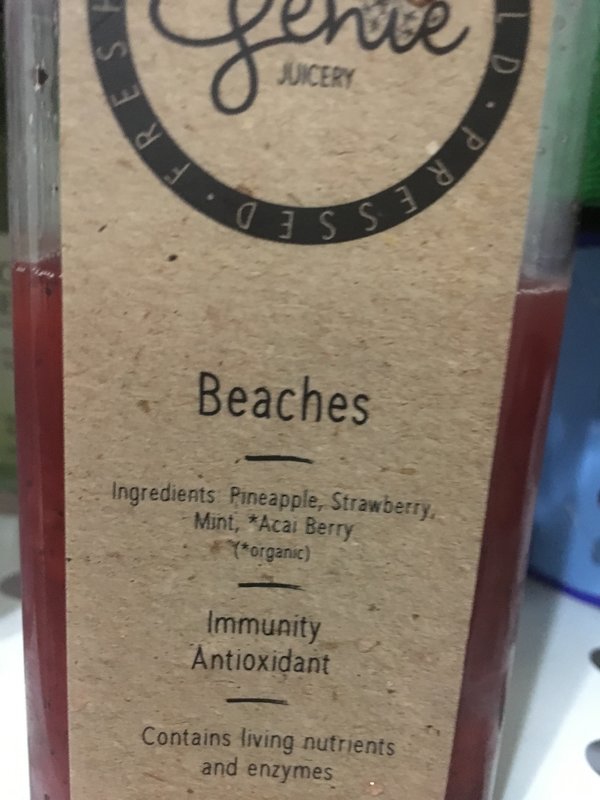 Genie
JUICERY
FRESH · PRESSED · LD
Beaches
Ingredients: Pineapple, Strawberry,
Mint, *Acai Berry
(*organic)
Immunity
Antioxidant
Contains living nutrients
and enzymes